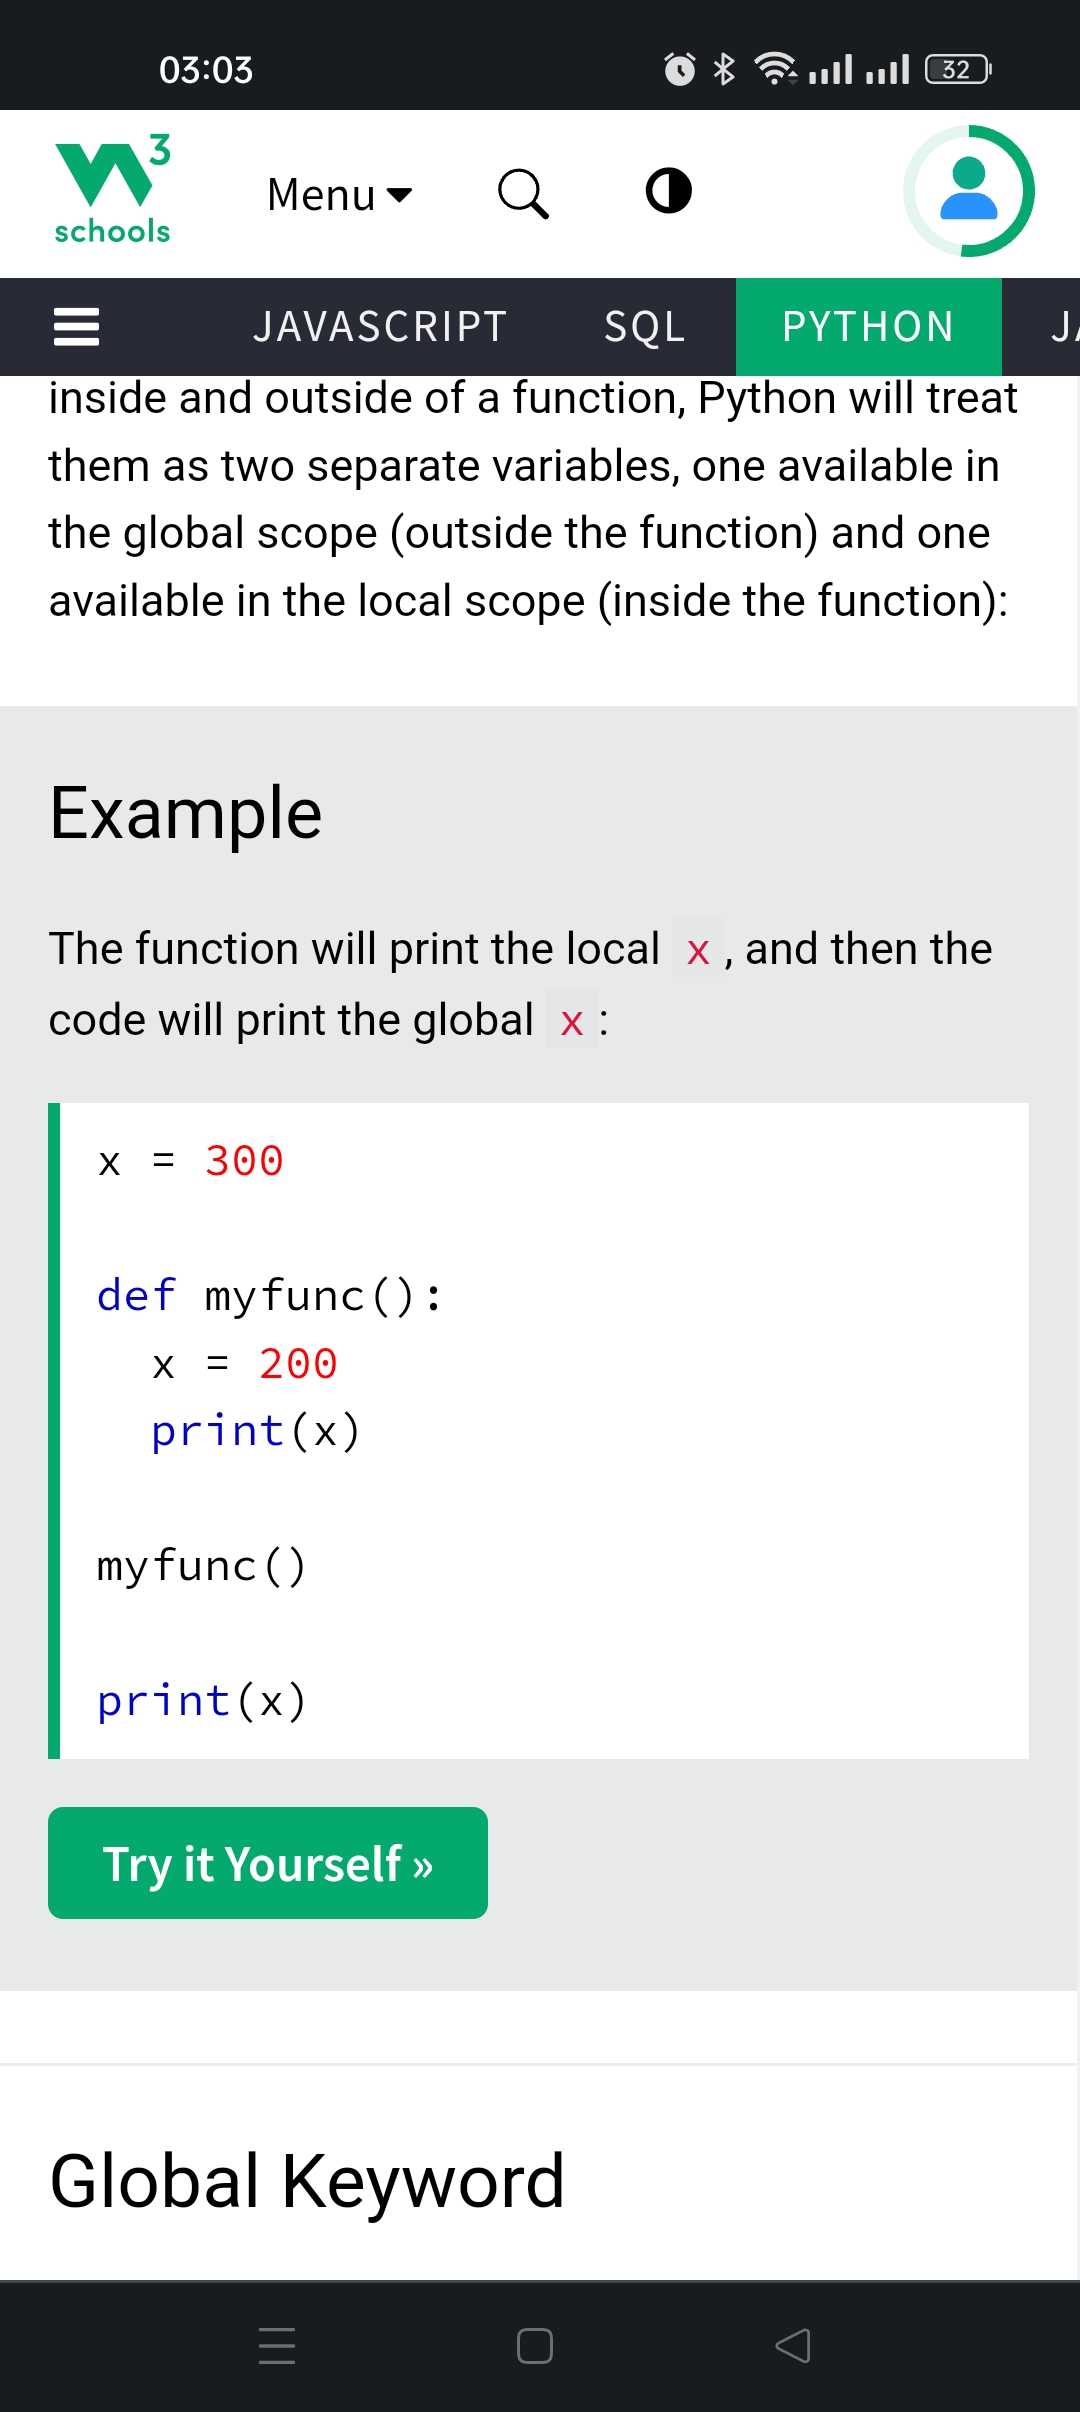 03:03
32
3
schools
Menu
JAVASCRIPT SQL PYTHON JA
inside and outside of a function, Python will treat
them as two separate variables, one available in
the global scope (outside the function) and one
available in the local scope (inside the function):
Example
The function will print the local x, and then the
code will print the global x:
x = 300
def myfunc():
  x = 200
  print(x)
myfunc()
print(x)
Try it Yourself »
Global Keyword